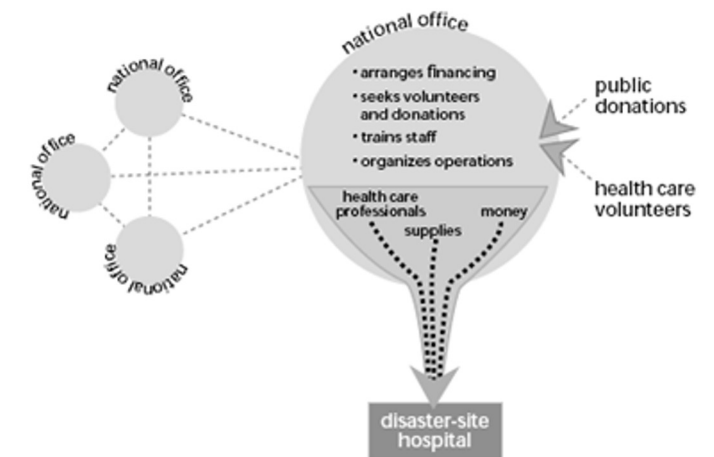 national office
national office
national office
national office
• arranges financing
• seeks volunteers
and donations
• trains staff
• organizes operations
public
donations
health care
volunteers
health care
professionals
supplies
money
disaster-site
hospital